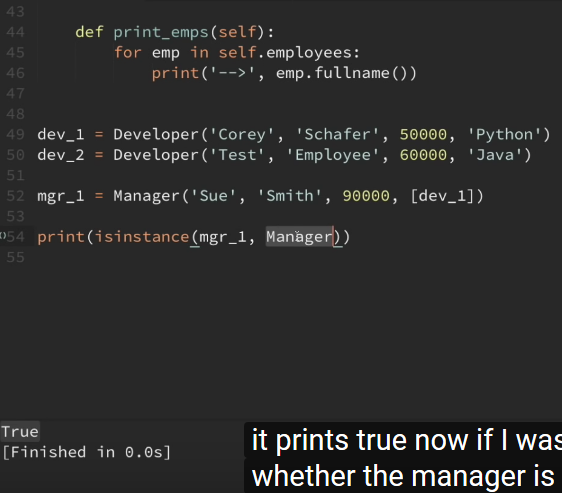 43
44 def print_emps(self):
45 for emp in self.employees:
46 print('-->', emp.fullname())
47
48
49 dev_1 = Developer('Corey', 'Schafer', 50000, 'Python')
50 dev_2 = Developer('Test', 'Employee', 60000, 'Java')
51
52 mgr_1 = Manager('Sue', 'Smith', 90000, [dev_1])
53
54 print(isinstance(mgr_1, Manager))
55
True
[Finished in 0.0s]
it prints true now if I was
whether the manager is